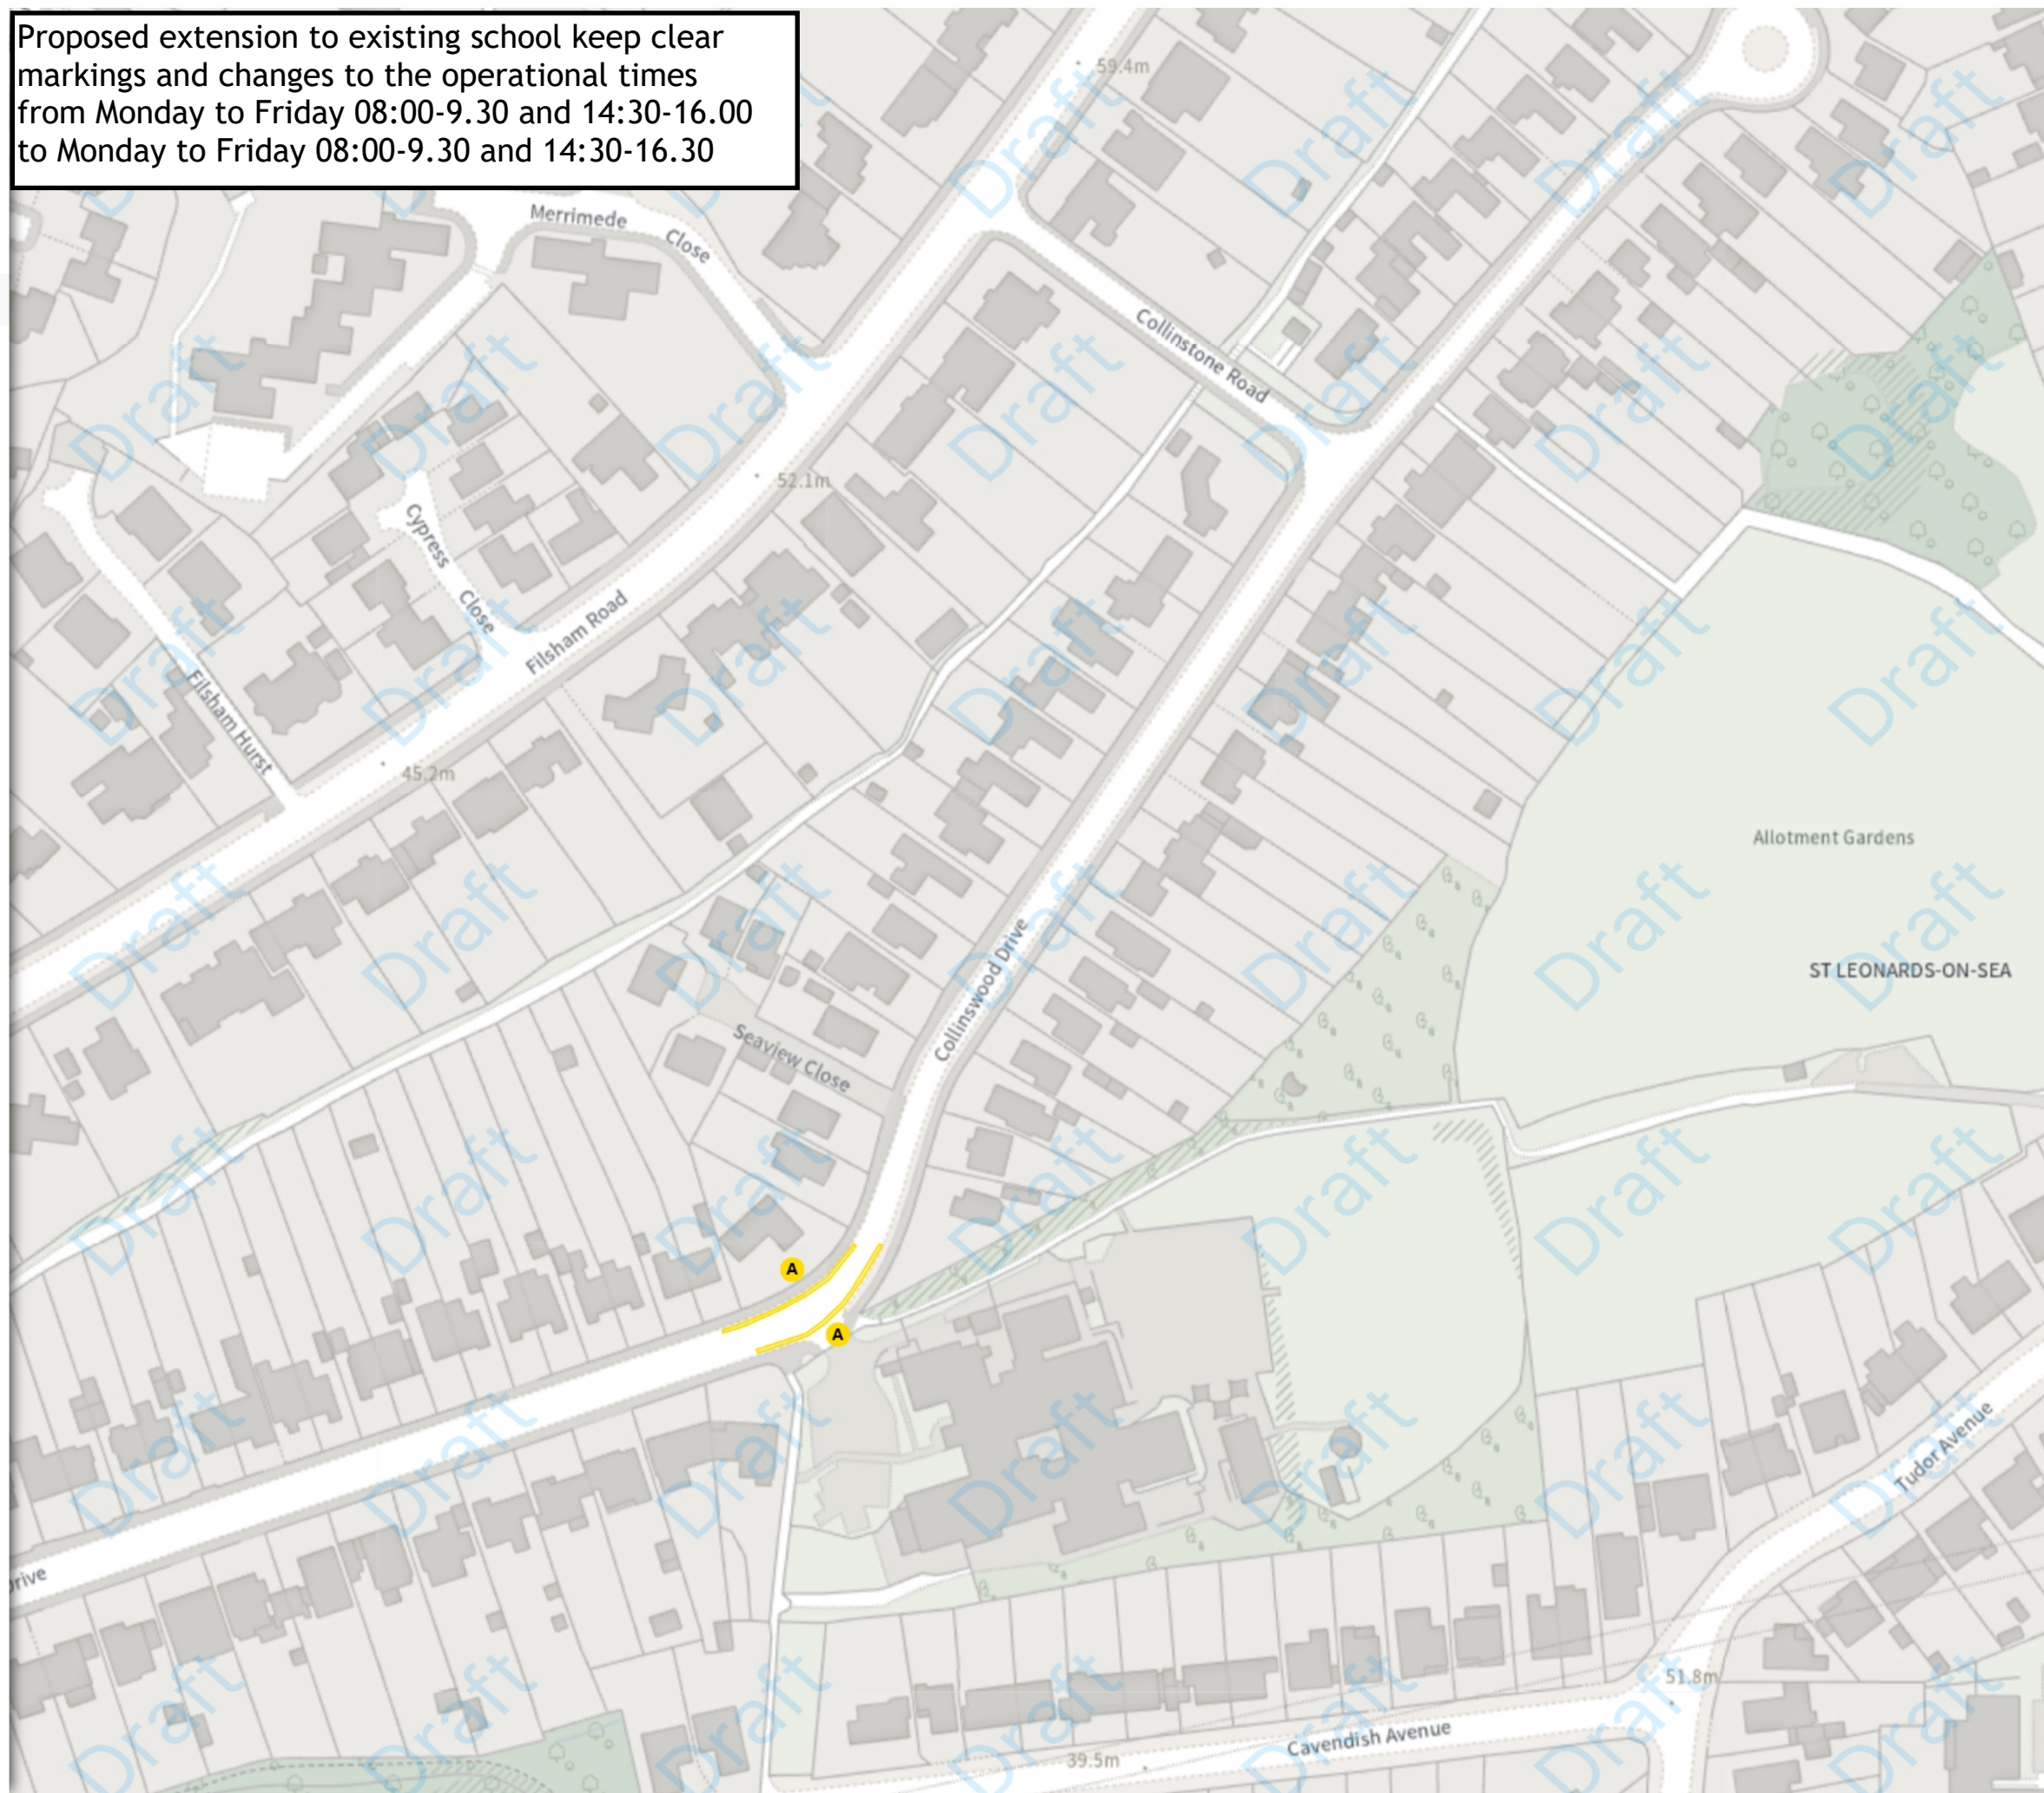 Proposed extension to existing school keep clear
markings and changes to the operational times
from Monday to Friday 08:00-9.30 and 14:30-16.00
to Monday to Friday 08:00-9.30 and 14:30-16.30
59.4m
Merrimede Close
Collinstone Road
52.1m
Cypress Close
Filsham Road
Filsham Hurst
45.2m
Allotment Gardens
ST LEONARDS-ON-SEA
Collinswood Drive
Seaview Close
A
A
Tudor Avenue
Drive
51.8m
Cavendish Avenue
39.5m
Draft